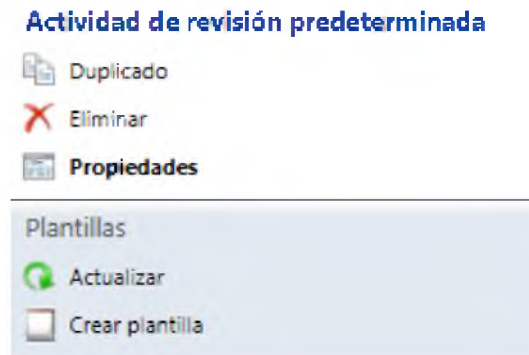 Actividad de revisión predeterminada
Duplicado
Eliminar
Propiedades
Plantillas
Actualizar
Crear plantilla